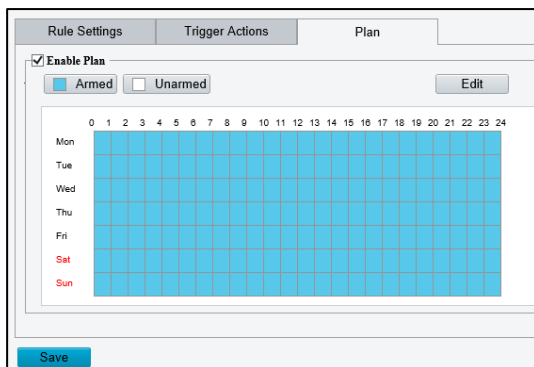 Rule Settings Trigger Actions Plan
Enable Plan
Armed Unarmed Edit
0 1 2 3 4 5 6 7 8 9 10 11 12 13 14 15 16 17 18 19 20 21 22 23 24
Mon
Tue
Wed
Thu
Fri
Sat
Sun
Save